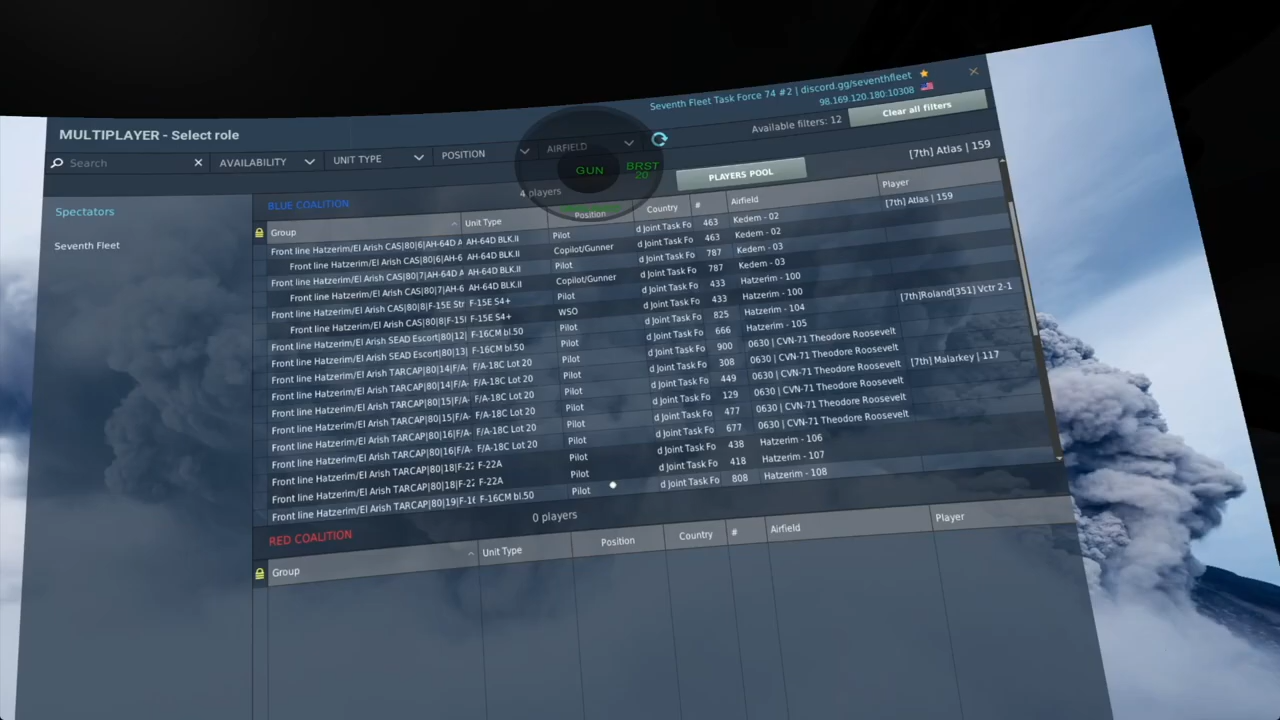 Seventh Fleet Task Force 74 #2 | discord.gg/seventhfleet
98.169.120.180:10308
MULTIPLAYER - Select role
Available filters: 12
Clear all filters
Search
AVAILABILITY
UNIT TYPE
POSITION
AIRFIELD
GUN
BRST
20
[7th] Atlas | 159
4 players
PLAYERS POOL
Spectators
Seventh Fleet
BLUE COALITION
Group Unit Type Position Country # Airfield Player
Front line Hatzerim/El Arish CAS|80|6|AH-64D A AH-64D BLK.II Pilot d Joint Task Fo 463 Kedem - 02 [7th] Atlas | 159
Front line Hatzerim/El Arish CAS|80|6|AH-6 AH-64D BLK.II Copilot/Gunner d Joint Task Fo 463 Kedem - 02
Front line Hatzerim/El Arish CAS|80|7|AH-64D A AH-64D BLK.II Pilot d Joint Task Fo 787 Kedem - 03
Front line Hatzerim/El Arish CAS|80|7|AH-6 AH-64D BLK.II Copilot/Gunner d Joint Task Fo 787 Kedem - 03
Front line Hatzerim/El Arish CAS|80|8|F-15E Str F-15E S4+ Pilot d Joint Task Fo 433 Hatzerim - 100
Front line Hatzerim/El Arish CAS|80|8|F-15I F-15E S4+ WSO d Joint Task Fo 433 Hatzerim - 100 [7th]Roland[351] Vctr 2-1
Front line Hatzerim/El Arish SEAD Escort|80|12| F-16CM bl.50 Pilot d Joint Task Fo 825 Hatzerim - 104
Front line Hatzerim/El Arish SEAD Escort|80|13| F-16CM bl.50 Pilot d Joint Task Fo 666 Hatzerim - 105
Front line Hatzerim/El Arish TARCAP|80|14|F/A- F/A-18C Lot 20 Pilot d Joint Task Fo 900 0630 | CVN-71 Theodore Roosevelt
Front line Hatzerim/El Arish TARCAP|80|14|F/A- F/A-18C Lot 20 Pilot d Joint Task Fo 308 0630 | CVN-71 Theodore Roosevelt [7th] Malarkey | 117
Front line Hatzerim/El Arish TARCAP|80|15|F/A- F/A-18C Lot 20 Pilot d Joint Task Fo 449 0630 | CVN-71 Theodore Roosevelt
Front line Hatzerim/El Arish TARCAP|80|15|F/A- F/A-18C Lot 20 Pilot d Joint Task Fo 129 0630 | CVN-71 Theodore Roosevelt
Front line Hatzerim/El Arish TARCAP|80|16|F/A- F/A-18C Lot 20 Pilot d Joint Task Fo 477 0630 | CVN-71 Theodore Roosevelt
Front line Hatzerim/El Arish TARCAP|80|16|F/A- F/A-18C Lot 20 Pilot d Joint Task Fo 677 0630 | CVN-71 Theodore Roosevelt
Front line Hatzerim/El Arish TARCAP|80|18|F-22 F-22A Pilot d Joint Task Fo 438 Hatzerim - 106
Front line Hatzerim/El Arish TARCAP|80|18|F-22 F-22A Pilot d Joint Task Fo 418 Hatzerim - 107
Front line Hatzerim/El Arish TARCAP|80|19|F-16 F-16CM bl.50 Pilot d Joint Task Fo 808 Hatzerim - 108
0 players
RED COALITION
Group Unit Type Position Country # Airfield Player